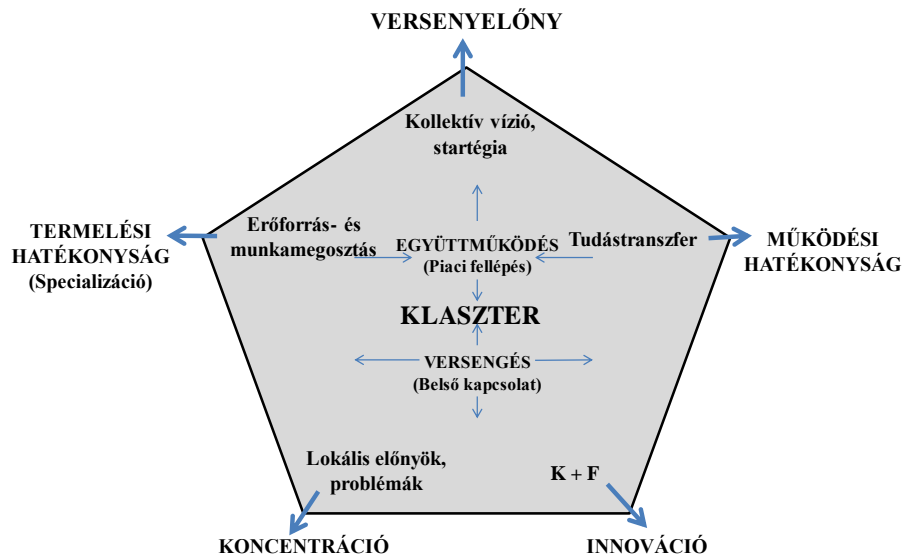 VERSENYELŐNY
Kollektív vízió,
startégia
TERMELÉSI
HATÉKONYSÁG
(Specializáció)
Erőforrás- és
munkamegosztás
EGYÜTTMŰKÖDÉS
(Piaci fellépés)
Tudástranszfer
MŰKÖDÉSI
HATÉKONYSÁG
KLASZTER
VERSENGÉS
(Belső kapcsolat)
Lokális előnyök,
problémák
K + F
KONCENTRÁCIÓ
INNOVÁCIÓ